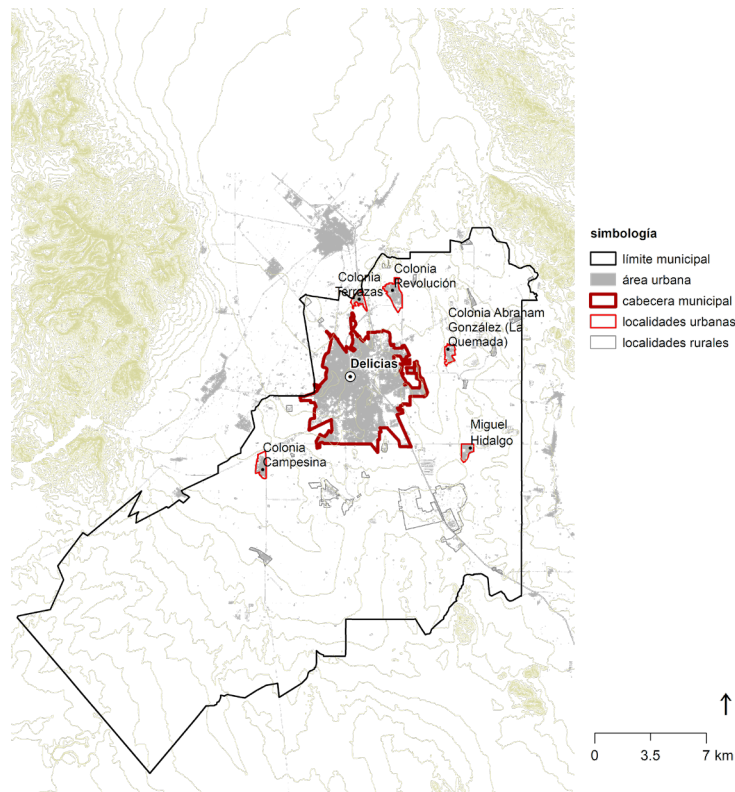 Colonia
Terrazas
Colonia
Revolución
Colonia Abraham
González (La
Quemada)
Delicias
Miguel
Hidalgo
Colonia
Campesina
simbología
límite municipal
área urbana
cabecera municipal
localidades urbanas
localidades rurales
0 3.5 7 km